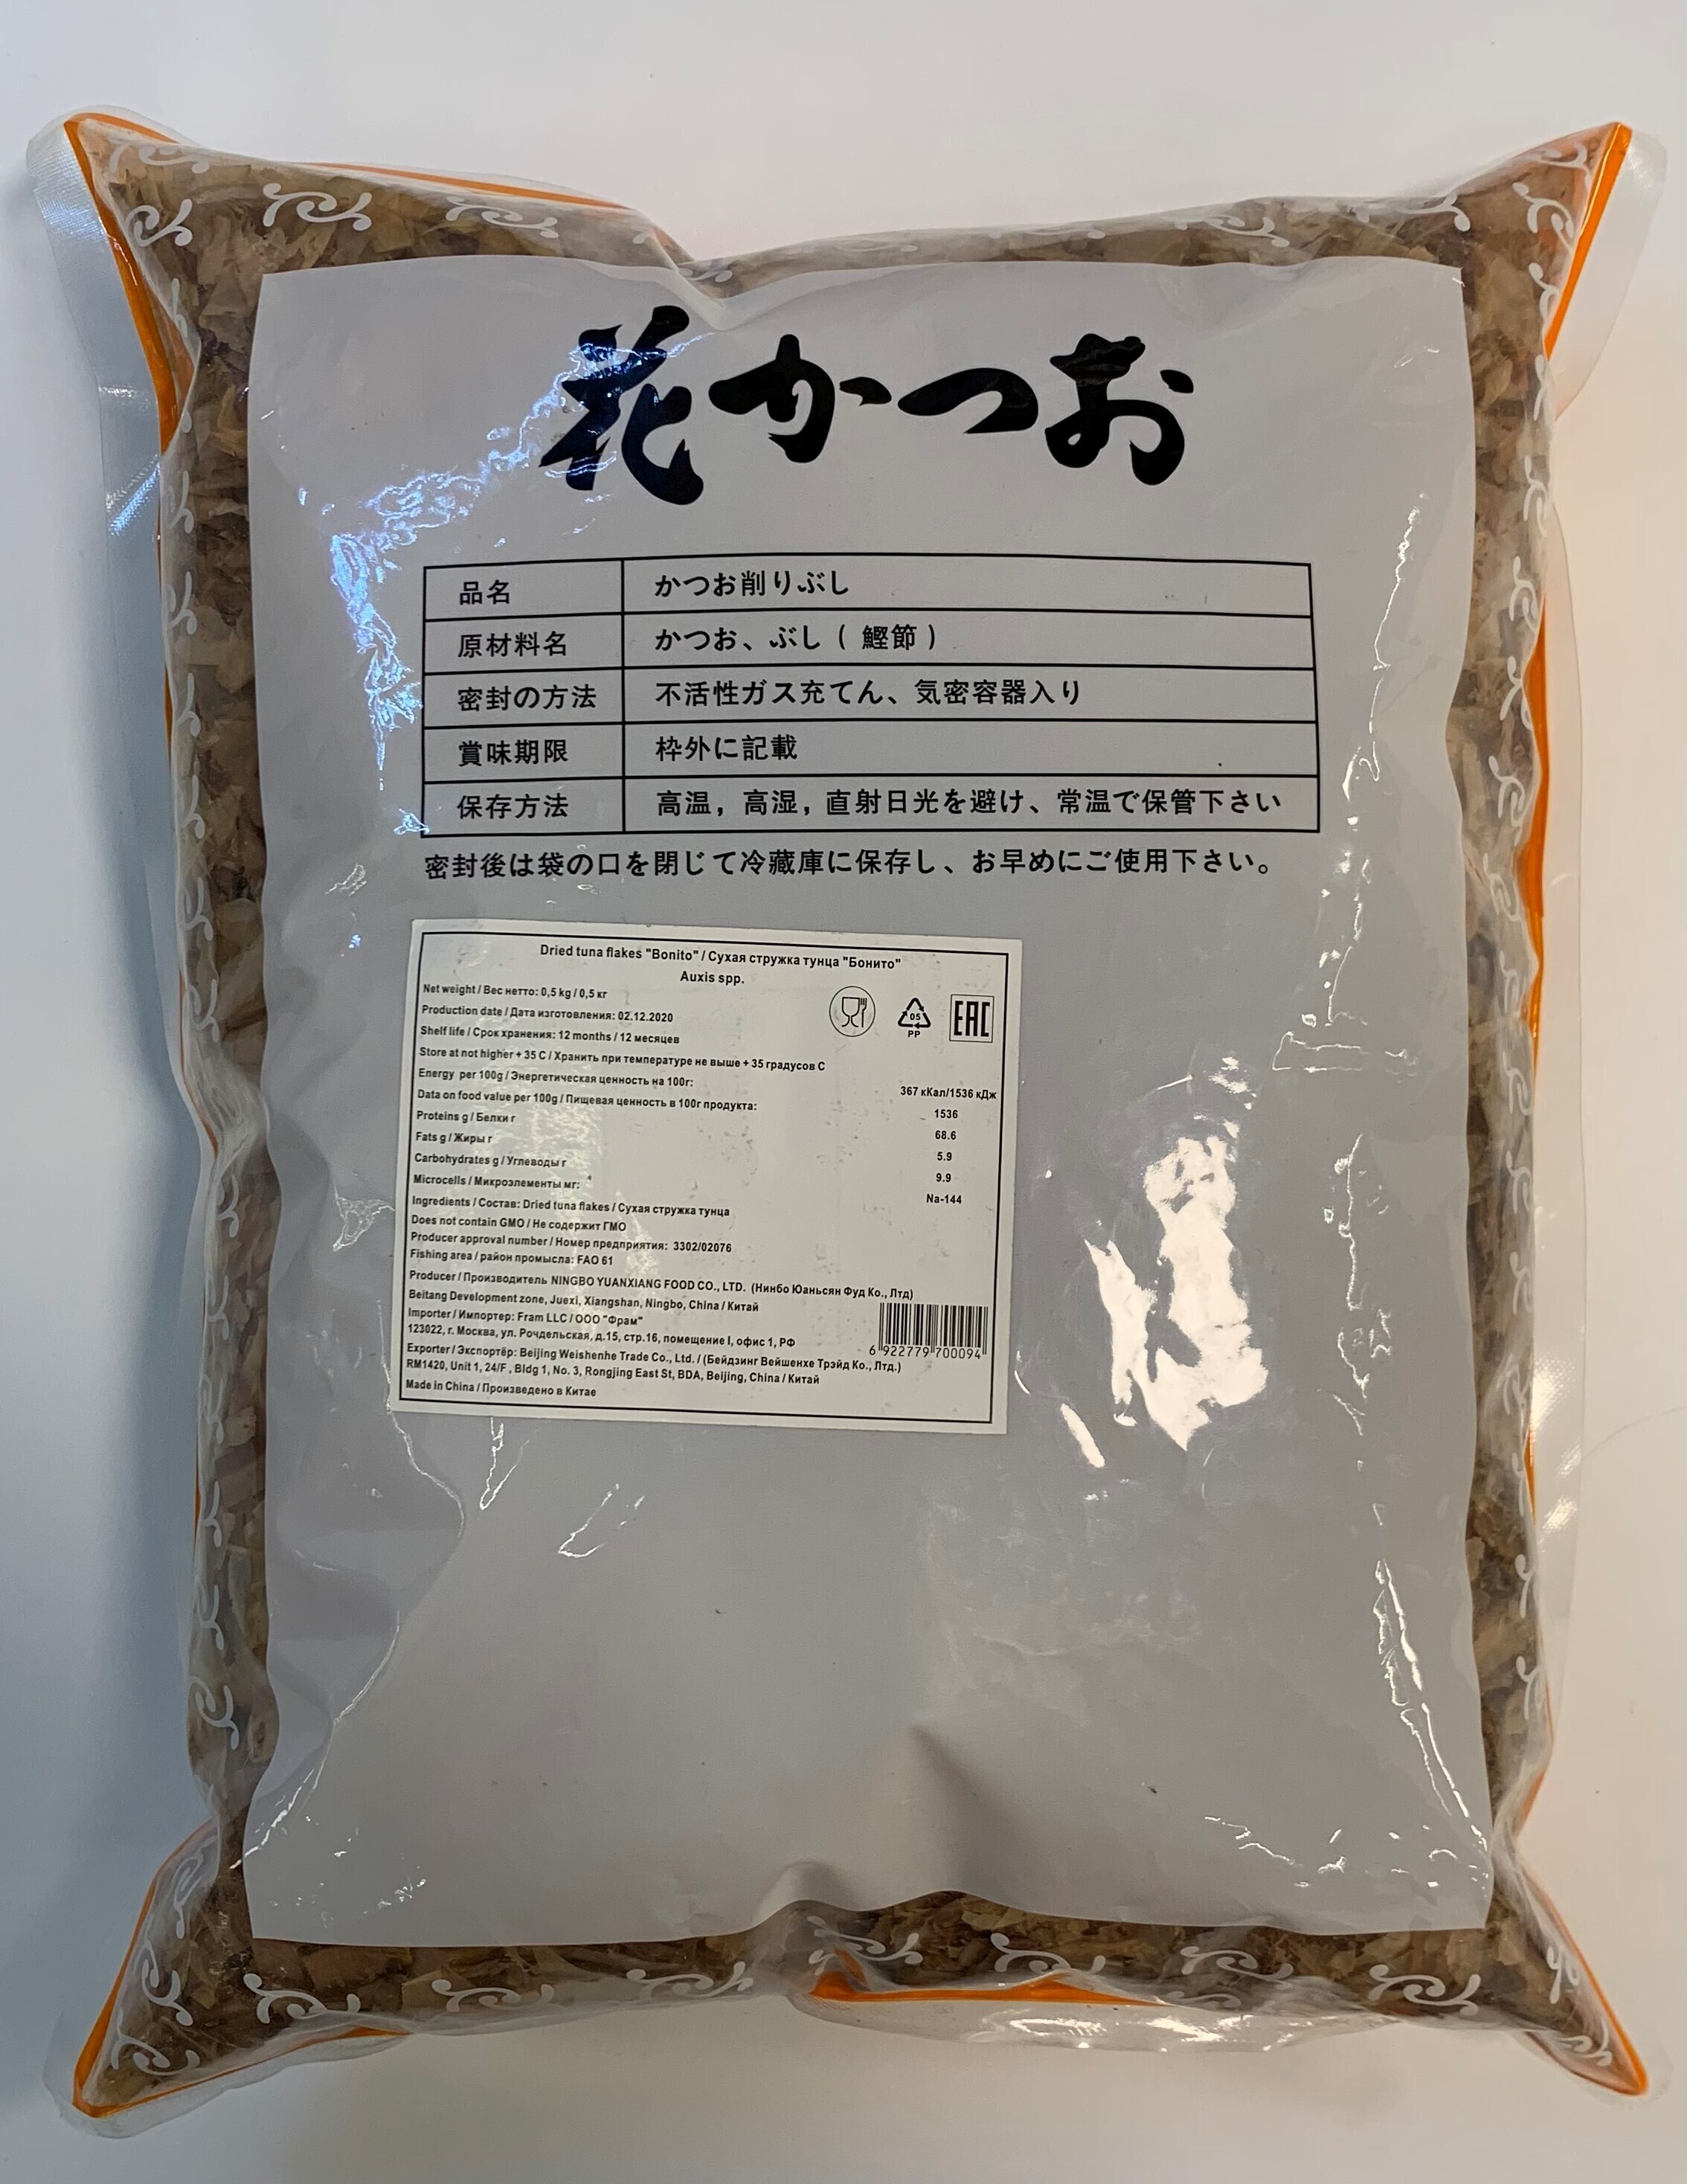 花かつお
品名 かつお削りぶし
原材料名 かつお、ぶし ( 鰹節 )
密封の方法 不活性ガス充てん、気密容器入り
賞味期限 枠外に記載
保存方法 高温，高湿，直射日光を避け、常温で保管下さい
密封後は袋の口を閉じて冷蔵庫に保存し、お早めにご使用下さい。
Dried tuna flakes "Bonito" / Сухая стружка тунца "Бонито"
Auxis spp.
Net weight / Вес нетто: 0,5 kg / 0,5 кг
Production date / Дата изготовления: 02.12.2020
Shelf life / Срок хранения: 12 months / 12 месяцев
05
PP
EAC
Store at not higher + 35 C / Хранить при температуре не выше + 35 градусов С
Energy per 100g / Энергетическая ценность на 100г: 367 кКал/1536 кДж
Data on food value per 100g / Пищевая ценность в 100г продукта: 1536
Proteins g / Белки г 68.6
Fats g / Жиры г 5.9
Carbohydrates g / Углеводы г 9.9
Microcells / Микроэлементы мг: Na-144
Ingredients / Состав: Dried tuna flakes / Сухая стружка тунца
Does not contain GMO / Не содержит ГМО
Producer approval number / Номер предприятия: 3302/02076
Fishing area / район промысла: FAO 61
Producer / Производитель NINGBO YUANXIANG FOOD CO., LTD. (Нинбо Юаньсян Фуд Ко., Лтд)
Beitang Development zone, Juexi, Xiangshan, Ningbo, China / Китай
Importer / Импортер: Fram LLC / ООО "Фрам"
123022, г. Москва, ул. Рочдельская, д.15, стр.16, помещение I, офис 1, РФ
6 922779 700094
Exporter / Экспортёр: Beijing Weishenhe Trade Co., Ltd. / (Бейдзинг Вейшенхе Трэйд Ко., Лтд.)
RM1420, Unit 1, 24/F , Bldg 1, No. 3, Rongjing East St, BDA, Beijing, China / Китай
Made in China / Произведено в Китае